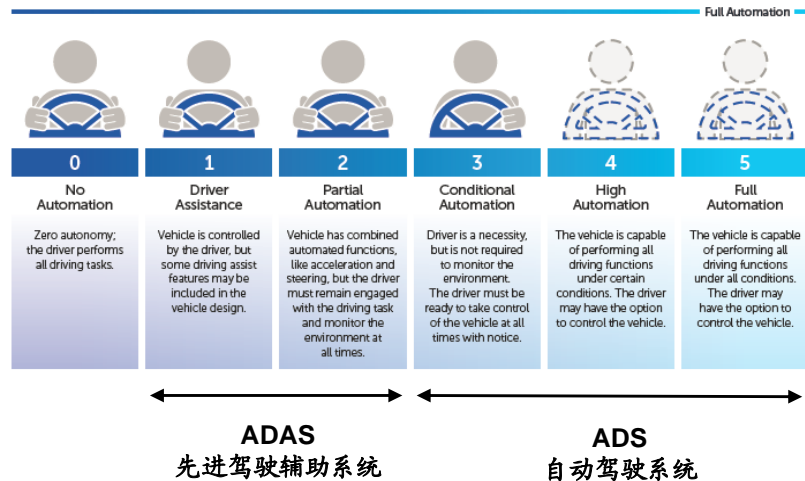 Full Automation
0
No
Automation
Zero autonomy;
the driver performs
all driving tasks.
1
Driver
Assistance
Vehicle is controlled
by the driver, but
some driving assist
features may be
included in the
vehicle design.
2
Partial
Automation
Vehicle has combined
automated functions,
like acceleration and
steering, but the driver
must remain engaged
with the driving task
and monitor the
environment at
all times.
3
Conditional
Automation
Driver is a necessity,
but is not required
to monitor the
environment.
The driver must be
ready to take control
of the vehicle at all
times with notice.
4
High
Automation
The vehicle is capable
of performing all
driving functions
under certain
conditions. The driver
may have the option
to control the vehicle.
5
Full
Automation
The vehicle is capable
of performing all
driving functions
under all conditions.
The driver may
have the option to
control the vehicle.
ADAS
先进驾驶辅助系统
ADS
自动驾驶系统